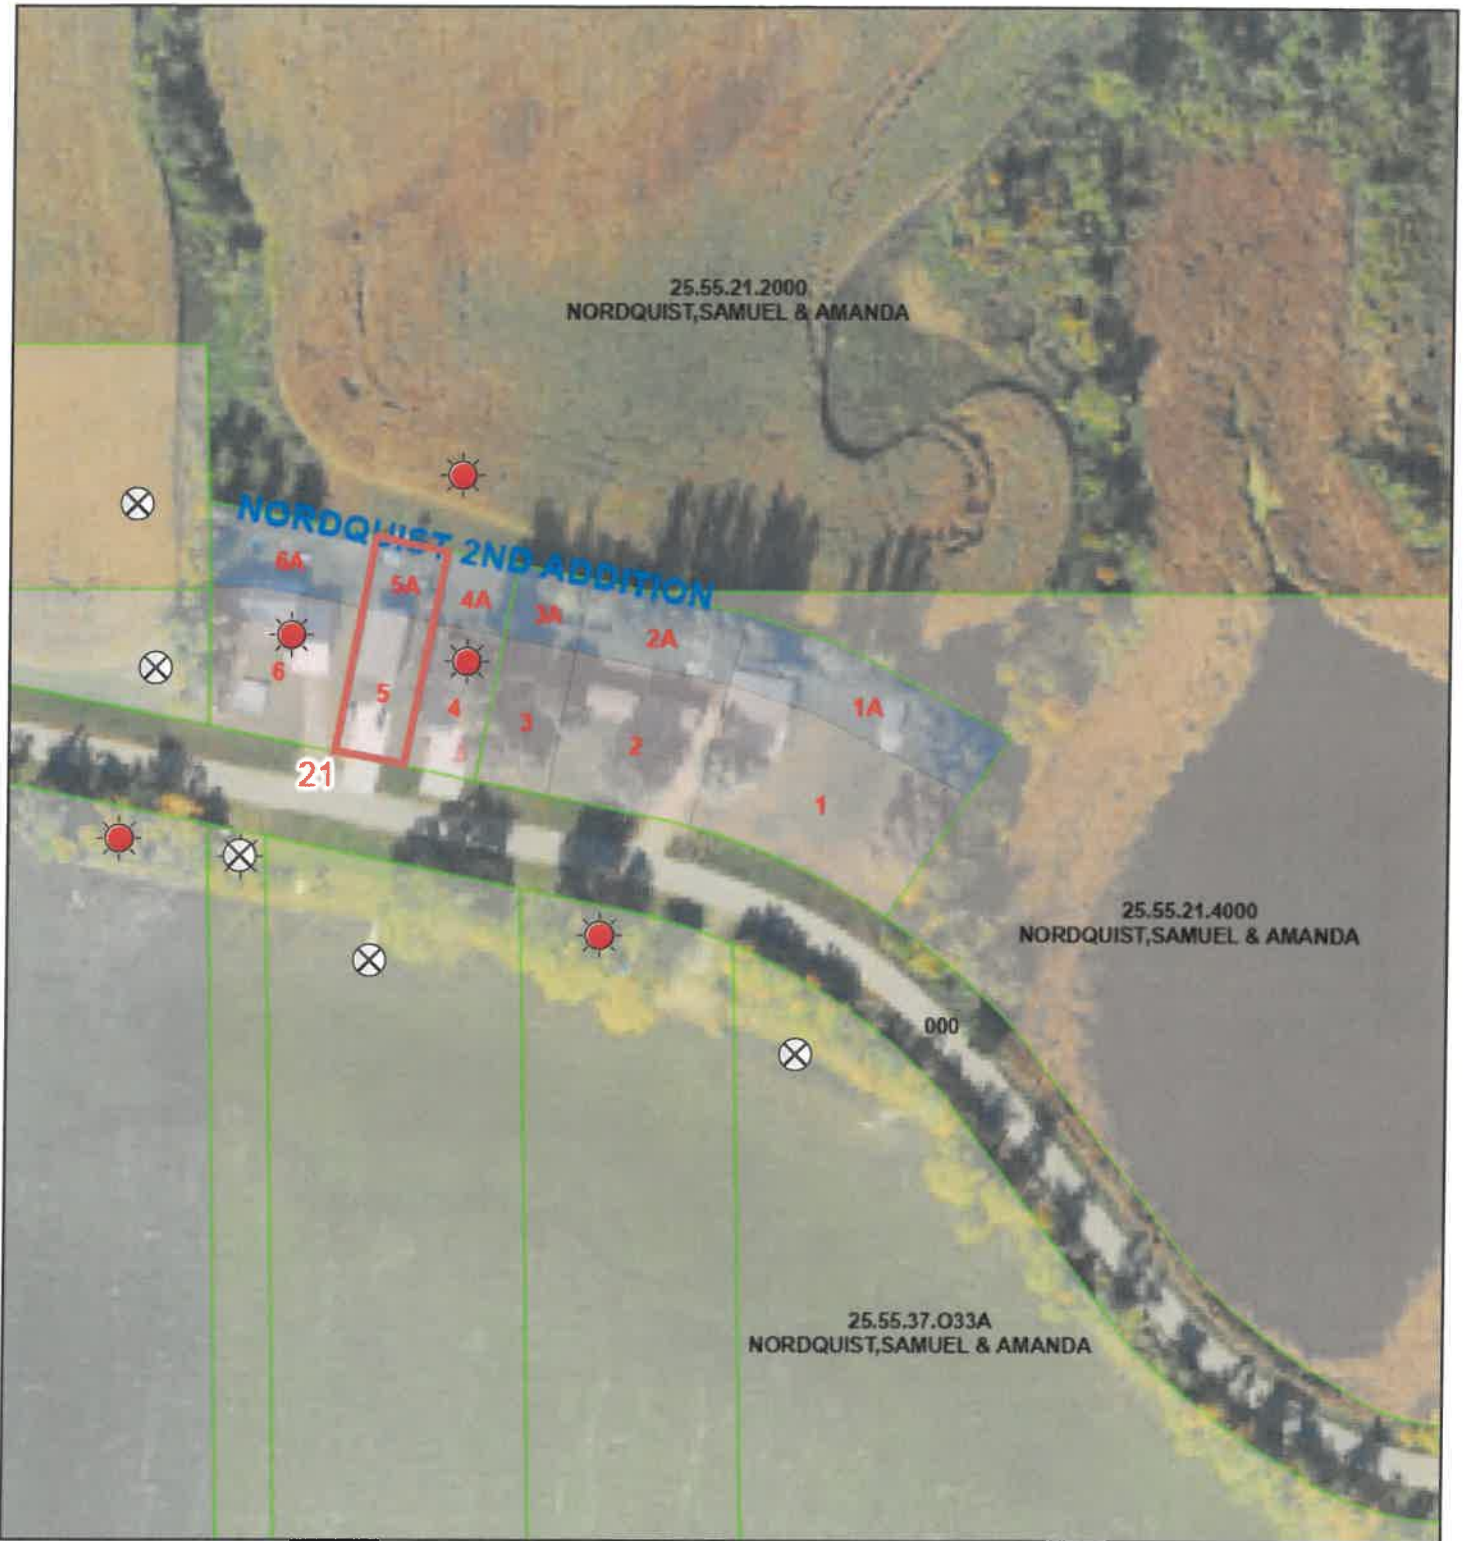 25.55.21.2000
NORDQUIST,SAMUEL & AMANDA
NORDQUIST 2ND ADDITION
6A
5A
4A
3A
2A
1A
6
5
4
3
2
1
21
25.55.21.4000
NORDQUIST,SAMUEL & AMANDA
000
25.55.37.O33A
NORDQUIST,SAMUEL & AMANDA